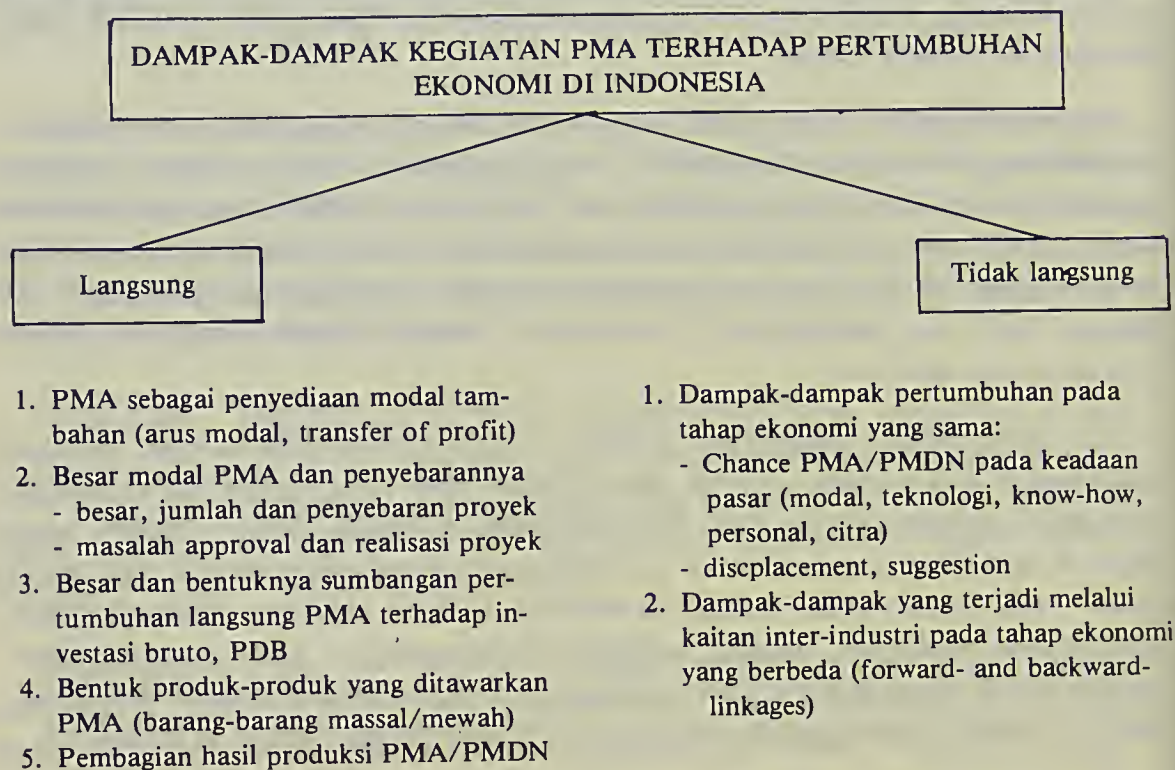 DAMPAK-DAMPAK KEGIATAN PMA TERHADAP PERTUMBUHAN
EKONOMI DI INDONESIA
Langsung
1. PMA sebagai penyediaan modal tam-
bahan (arus modal, transfer of profit)
2. Besar modal PMA dan penyebarannya
- besar, jumlah dan penyebaran proyek
- masalah approval dan realisasi proyek
3. Besar dan bentuknya sumbangan per-
tumbuhan langsung PMA terhadap in-
vestasi bruto, PDB
4. Bentuk produk-produk yang ditawarkan
PMA (barang-barang massal/mewah)
5. Pembagian hasil produksi PMA/PMDN
Tidak langsung
1. Dampak-dampak pertumbuhan pada
tahap ekonomi yang sama:
- Chance PMA/PMDN pada keadaan
pasar (modal, teknologi, know-how,
personal, citra)
- discplacement, suggestion
2. Dampak-dampak yang terjadi melalui
kaitan inter-industri pada tahap ekonomi
yang berbeda (forward- and backward-
linkages)